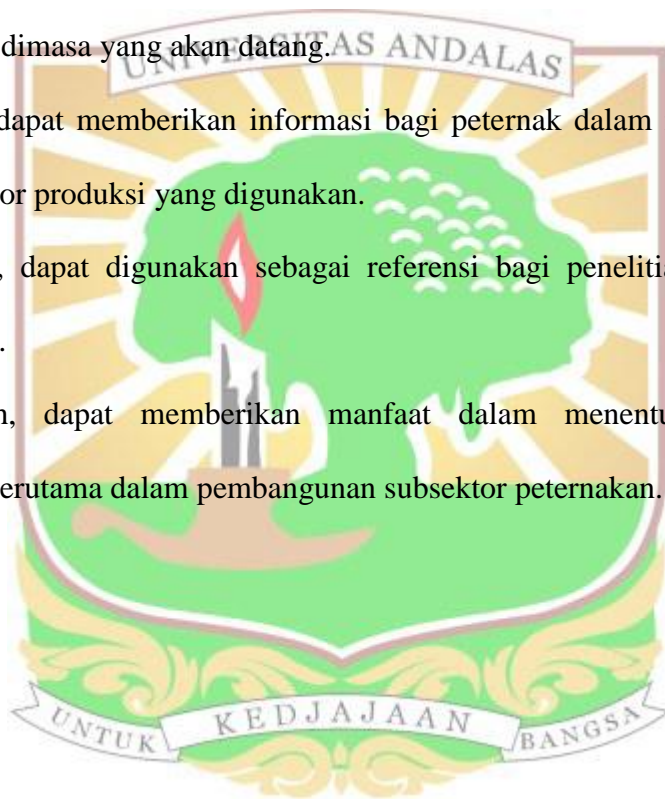 dimasa yang akan datang.
UNIVERSITAS ANDALAS
dapat memberikan informasi bagi peternak dalam
or produksi yang digunakan.
, dapat digunakan sebagai referensi bagi peneliti
.
n, dapat memberikan manfaat dalam menentu
erutama dalam pembangunan subsektor peternakan.
UNTUK KEDJAJAAN BANGSA